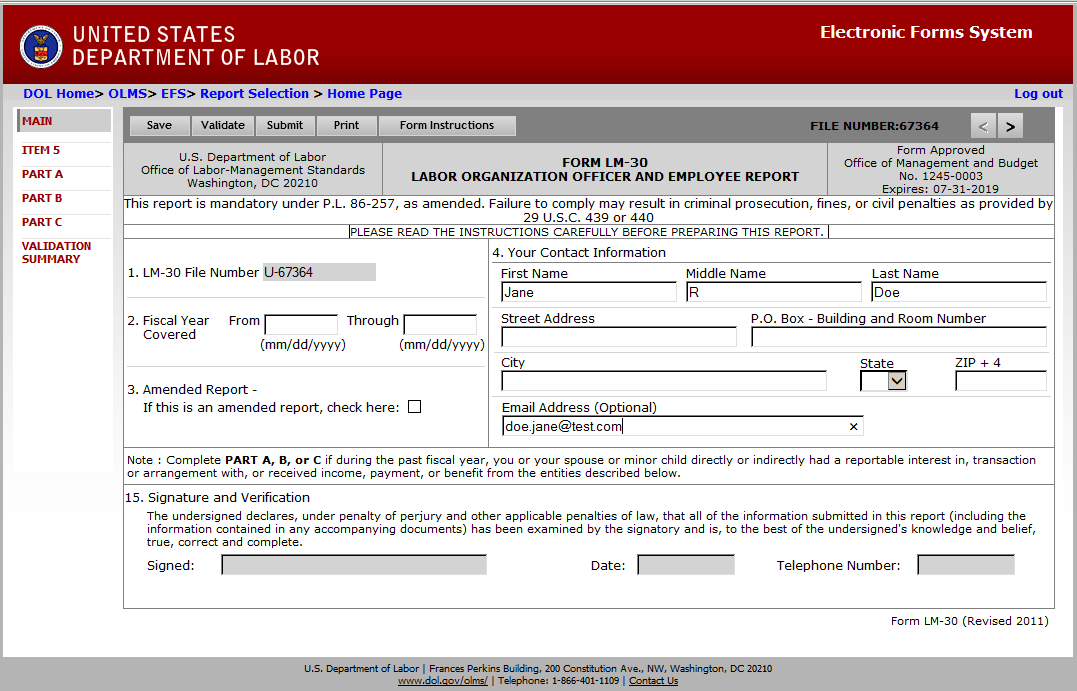 UNITED STATES
DEPARTMENT OF LABOR
Electronic Forms System
DOL Home> OLMS> EFS> Report Selection > Home Page
Log out
MAIN
ITEM 5
PART A
PART B
PART C
VALIDATION
SUMMARY
Save Validate Submit Print Form Instructions
FILE NUMBER:67364
< >
U.S. Department of Labor
Office of Labor-Management Standards
Washington, DC 20210
FORM LM-30
LABOR ORGANIZATION OFFICER AND EMPLOYEE REPORT
Form Approved
Office of Management and Budget
No. 1245-0003
Expires: 07-31-2019
This report is mandatory under P.L. 86-257, as amended. Failure to comply may result in criminal prosecution, fines, or civil penalties as provided by
29 U.S.C. 439 or 440
PLEASE READ THE INSTRUCTIONS CAREFULLY BEFORE PREPARING THIS REPORT.
1. LM-30 File Number U-67364
2. Fiscal Year
Covered
From Through
(mm/dd/yyyy) (mm/dd/yyyy)
3. Amended Report -
If this is an amended report, check here:
4. Your Contact Information
First Name Middle Name Last Name
Jane R Doe
Street Address P.O. Box - Building and Room Number
City State ZIP + 4
Email Address (Optional)
doe.jane@test.com ×
Note : Complete PART A, B, or C if during the past fiscal year, you or your spouse or minor child directly or indirectly had a reportable interest in, transaction
or arrangement with, or received income, payment, or benefit from the entities described below.
15. Signature and Verification
The undersigned declares, under penalty of perjury and other applicable penalties of law, that all of the information submitted in this report (including the
information contained in any accompanying documents) has been examined by the signatory and is, to the best of the undersigned's knowledge and belief,
true, correct and complete.
Signed: Date: Telephone Number:
Form LM-30 (Revised 2011)
U.S. Department of Labor | Frances Perkins Building, 200 Constitution Ave., NW, Washington, DC 20210
www.dol.gov/olms/ | Telephone: 1-866-401-1109 | Contact Us